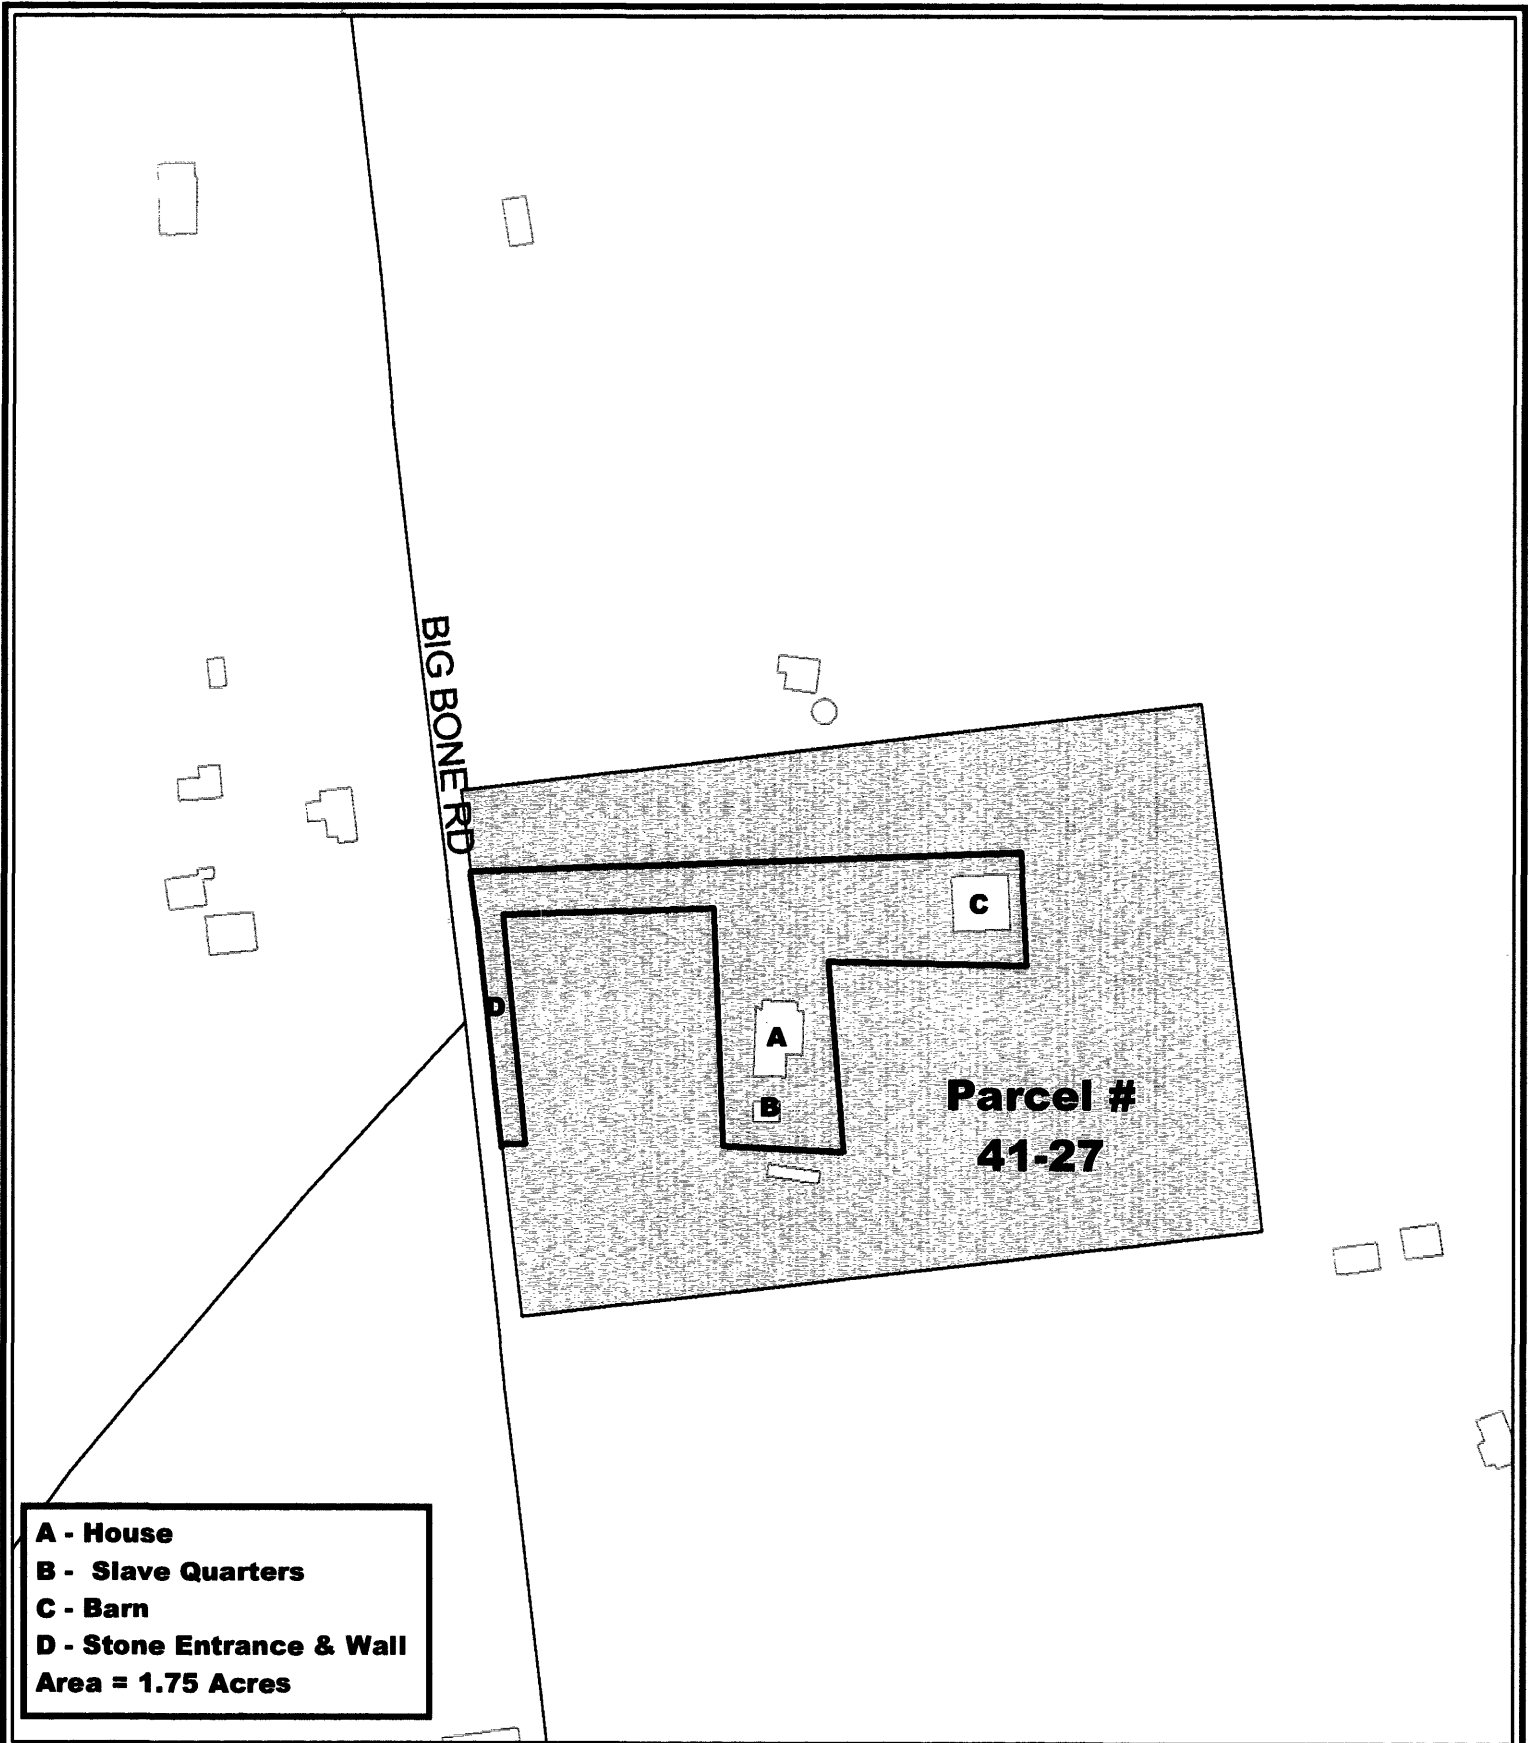 BIG BONE RD
C
D
A
B
Parcel #
41-27
A - House
B - Slave Quarters
C - Barn
D - Stone Entrance & Wall
Area = 1.75 Acres